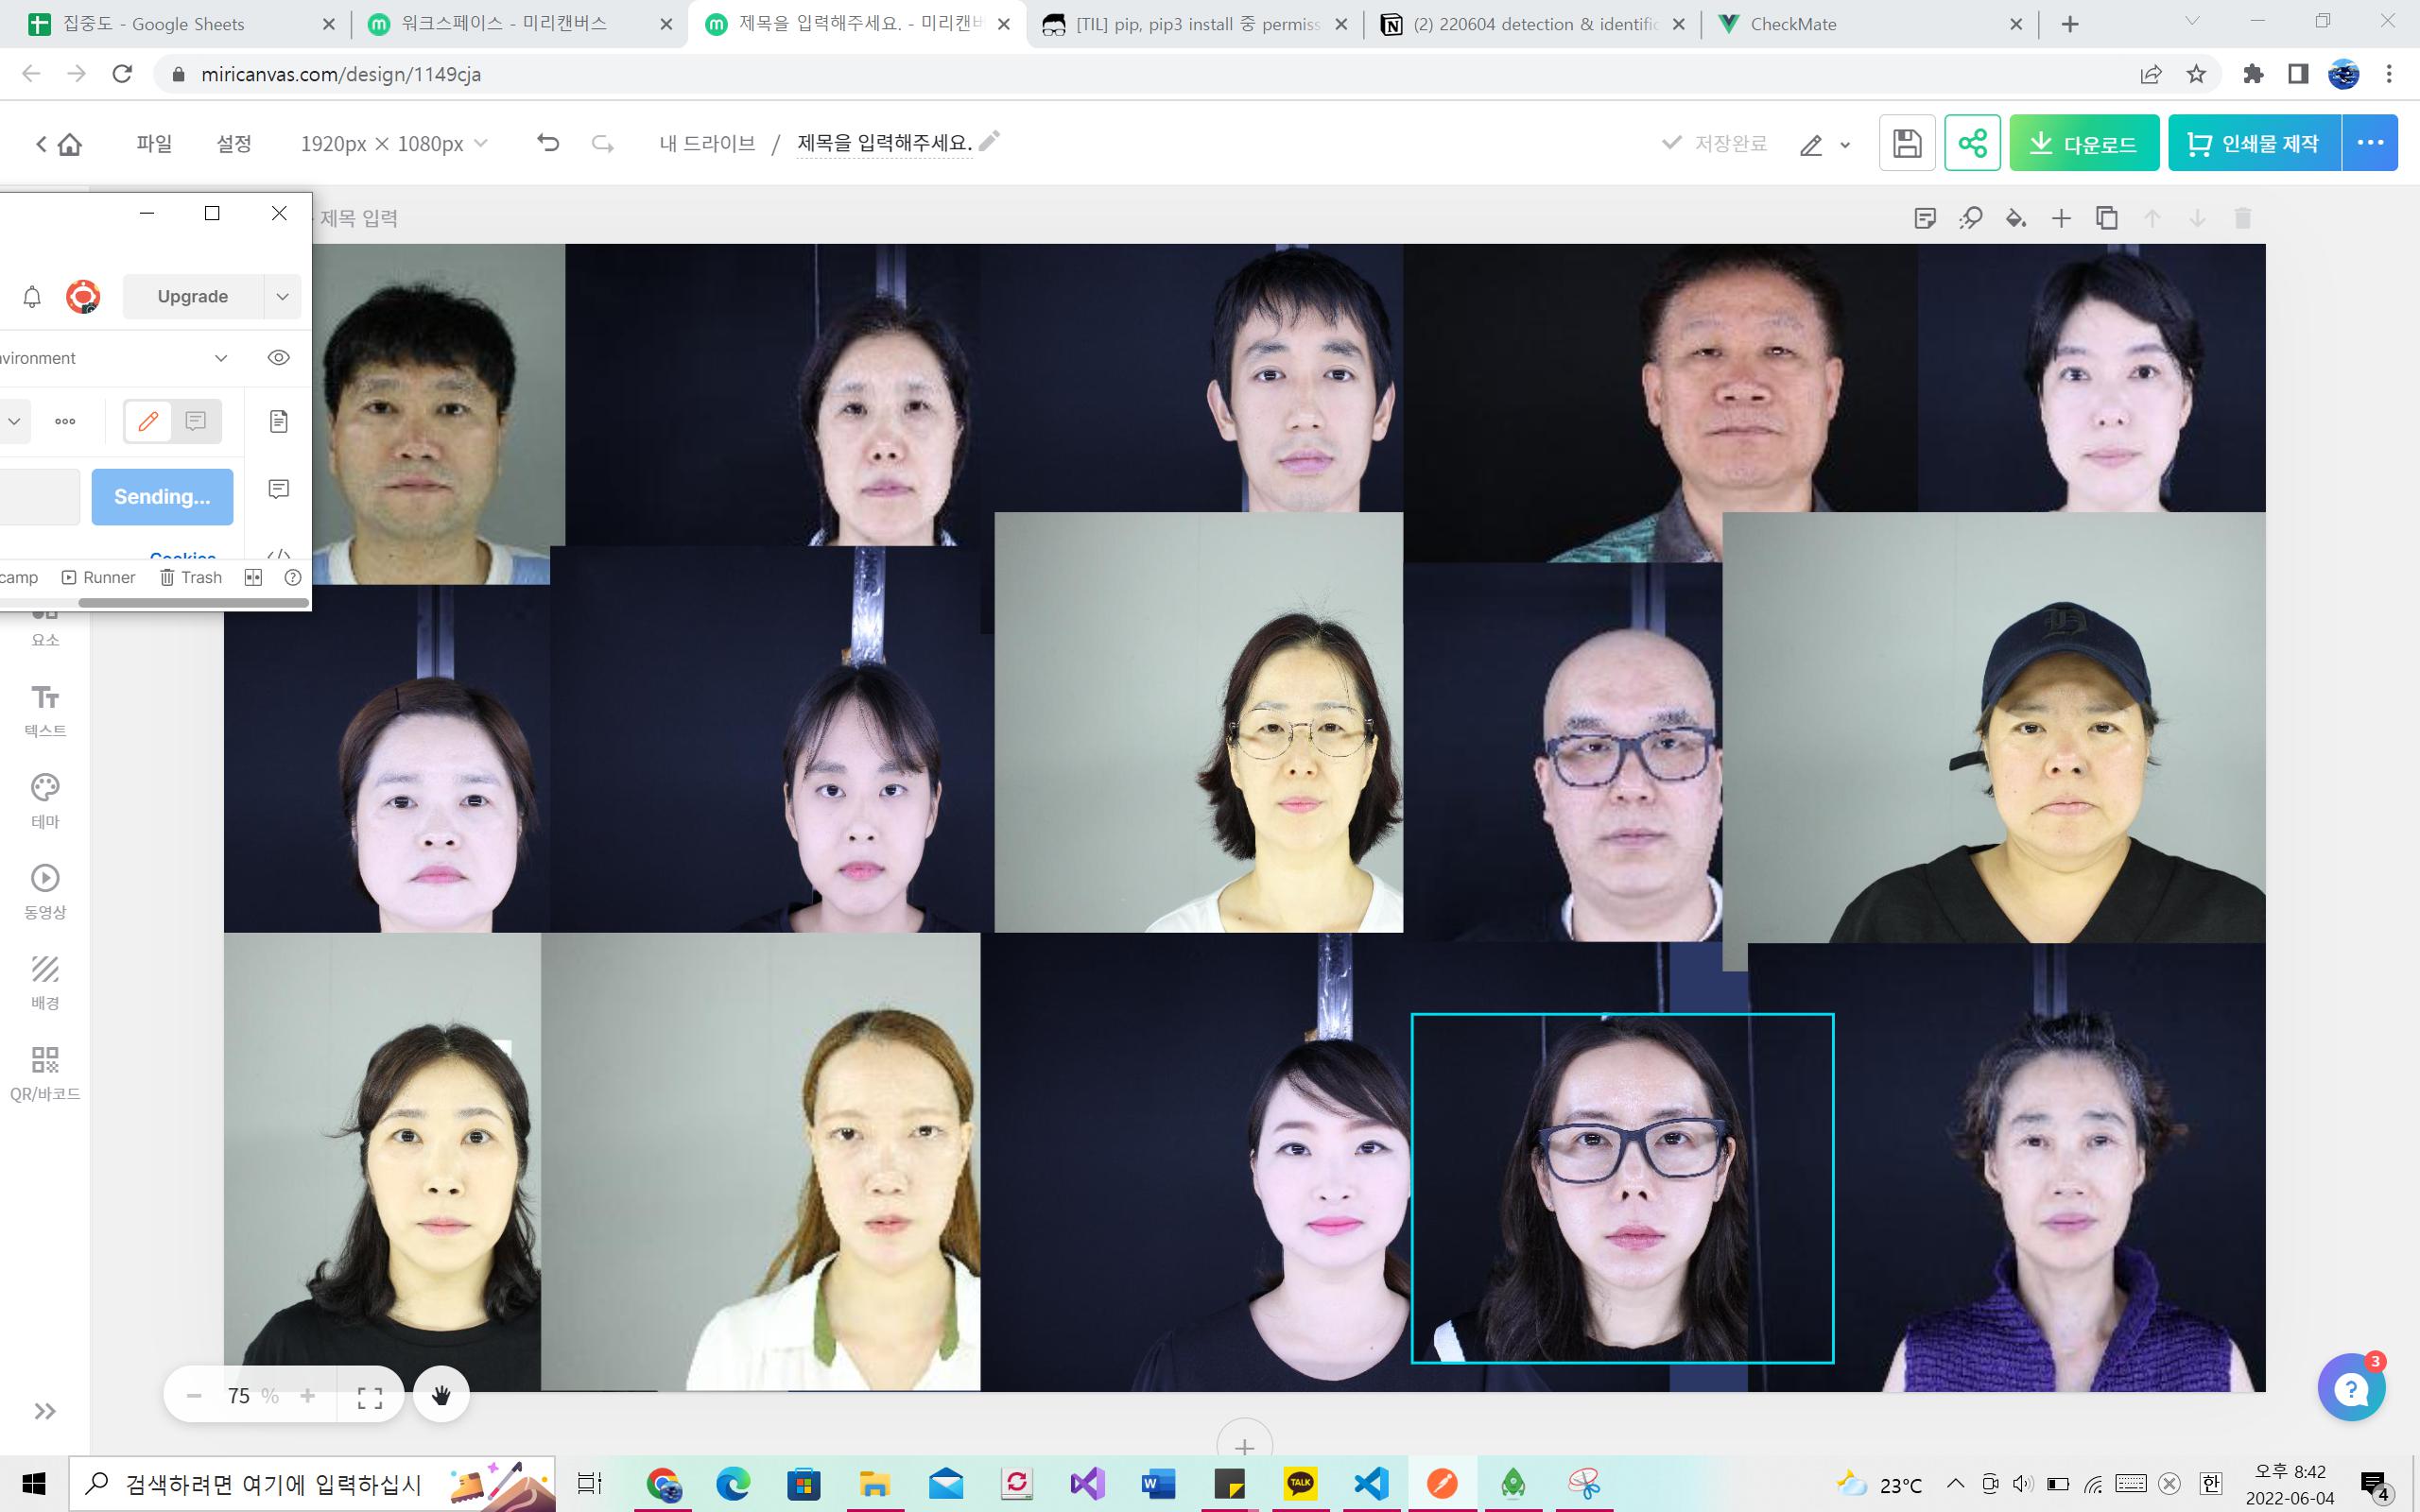 집중도 - Google Sheets
워크스페이스 - 미리캔버스
제목을 입력해주세요. - 미리캔버
[TIL] pip, pip3 install 중 permiss
(2) 220604 detection & identific
CheckMate
miricanvas.com/design/1149cja
파일
설정
1920px × 1080px
내 드라이브 / 제목을 입력해주세요.
저장완료
다운로드
인쇄물 제작
제목 입력
Upgrade
vironment
Sending...
Cookies
camp
Runner
Trash
요소
텍스트
테마
동영상
배경
QR/바코드
75 %
3
검색하려면 여기에 입력하십시
TALK
23℃
한
오후 8:42
2022-06-04
4